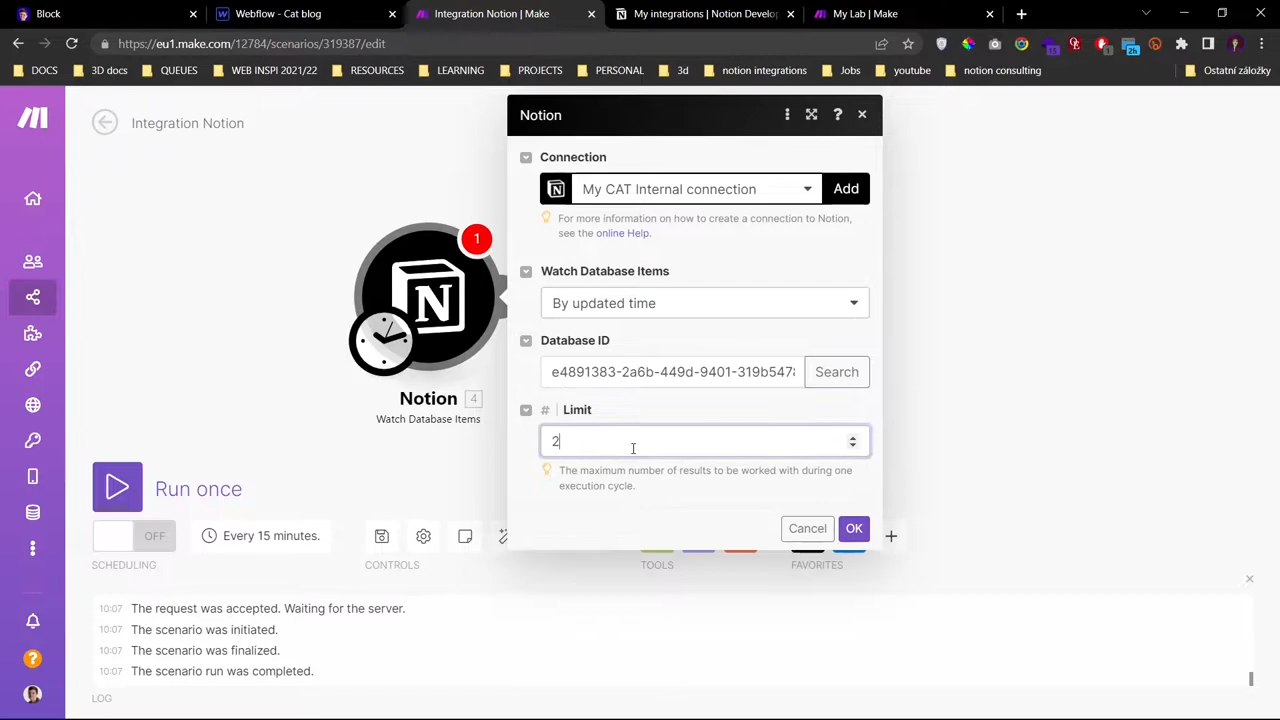 Block
Webflow - Cat blog
Integration Notion | Make
My integrations | Notion Develop
My Lab | Make
https://eu1.make.com/12784/scenarios/319387/edit
DOCS
3D docs
QUEUES
WEB INSPI 2021/22
RESOURCES
LEARNING
PROJECTS
PERSONAL
3d
notion integrations
Jobs
youtube
notion consulting
Ostatní záložky
Integration Notion
Notion
Connection
My CAT Internal connection
Add
For more information on how to create a connection to Notion,
see the online Help.
Watch Database Items
By updated time
Database ID
e4891383-2a6b-449d-9401-319b547
Search
# Limit
2
The maximum number of results to be worked with during one
execution cycle.
Cancel
OK
1
Notion 4
Watch Database Items
Run once
OFF
Every 15 minutes.
SCHEDULING
CONTROLS
TOOLS
FAVORITES
10:07 The request was accepted. Waiting for the server.
10:07 The scenario was initiated.
10:07 The scenario was finalized.
10:07 The scenario run was completed.
LOG